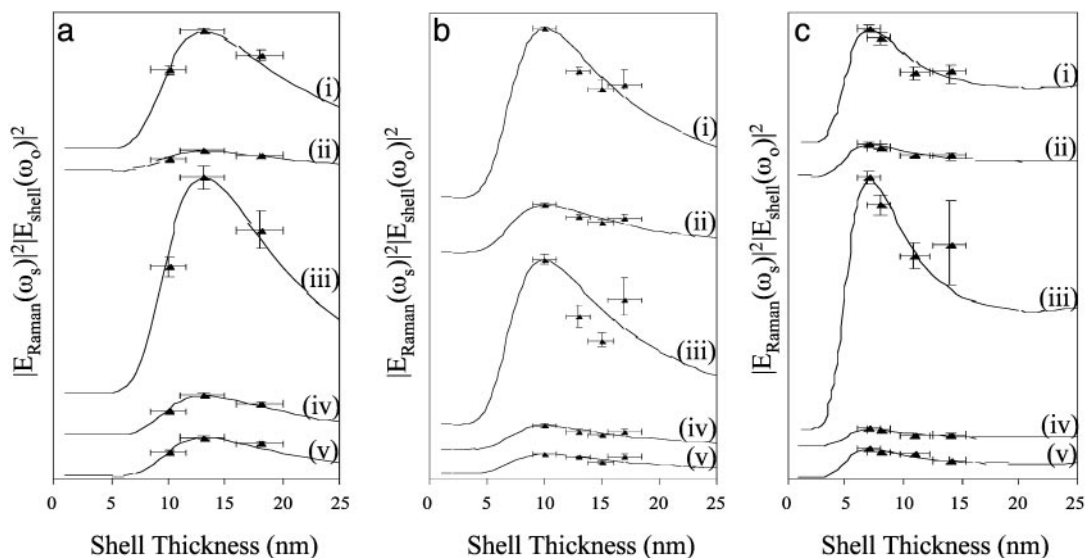 a
(i)
(ii)
(iii)
(iv)
(v)
|E_Raman(ω_s)|²|E_shell(ω_o)|²
0 5 10 15 20 25
Shell Thickness (nm)
b
(i)
(ii)
(iii)
(iv)
(v)
|E_Raman(ω_s)|²|E_shell(ω_o)|²
0 5 10 15 20 25
Shell Thickness (nm)
c
(i)
(ii)
(iii)
(iv)
(v)
|E_Raman(ω_s)|²|E_shell(ω_o)|²
0 5 10 15 20 25
Shell Thickness (nm)